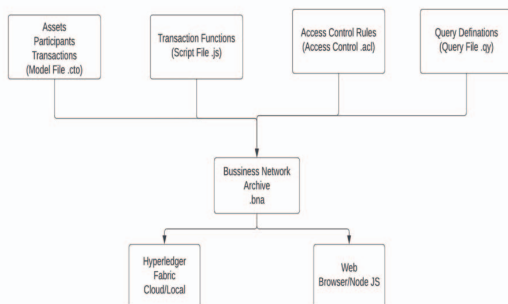 Assets
Participants
Transactions
(Model File .cto)
Transaction Functions
(Script File .js)
Access Control Rules
(Access Control .acl)
Query Definations
(Query File .qy)
Bussiness Network
Archive
.bna
Hyperledger
Fabric
Cloud/Local
Web
Browser/Node JS